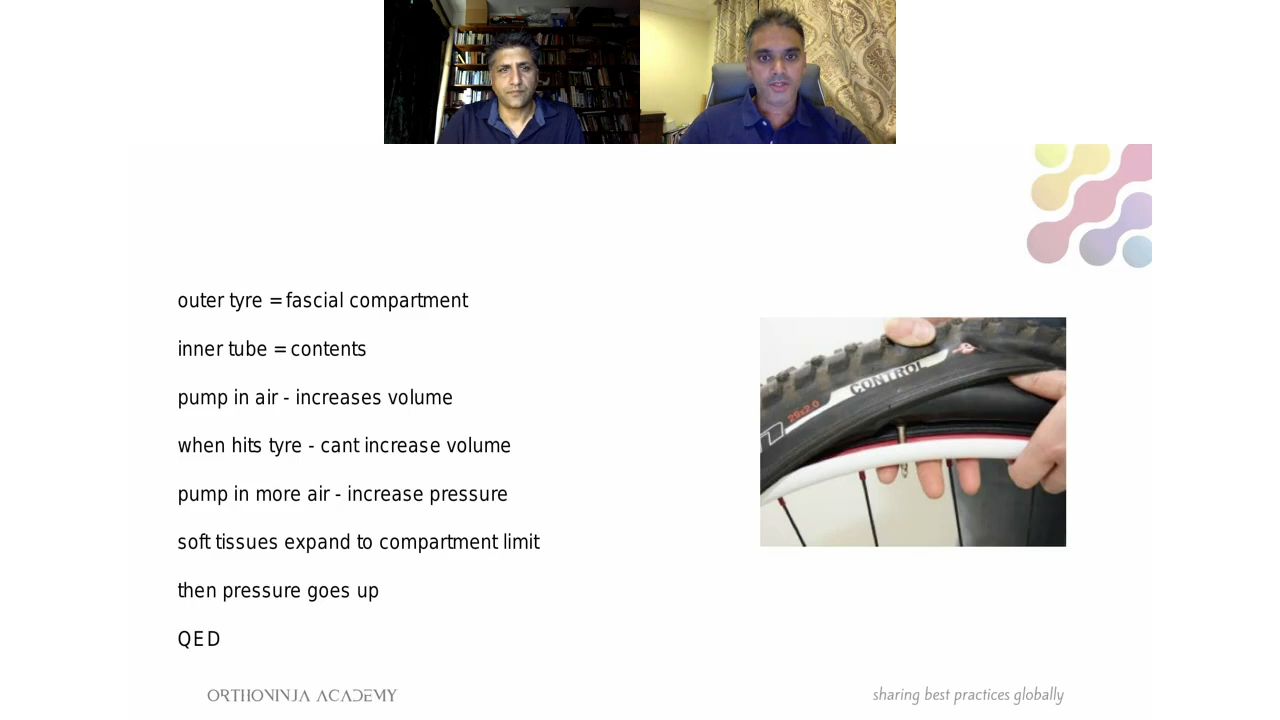 outer tyre = fascial compartment
inner tube = contents
pump in air - increases volume
when hits tyre - cant increase volume
pump in more air - increase pressure
soft tissues expand to compartment limit
then pressure goes up
QED
CONTROL
29x2.0
ORTHONINJA ACADEMY
sharing best practices globally